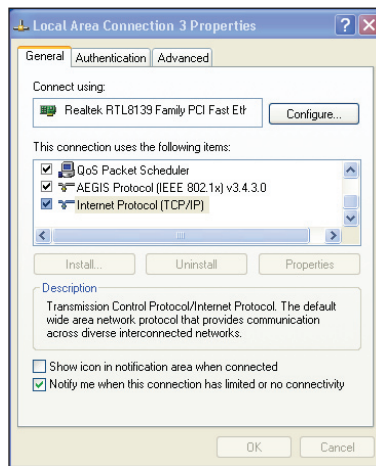 Local Area Connection 3 Properties
General Authentication Advanced
Connect using:
Realtek RTL8139 Family PCI Fast Eth
Configure...
This connection uses the following items:
QoS Packet Scheduler
AEGIS Protocol (IEEE 802.1x) v3.4.3.0
Internet Protocol (TCP/IP)
Install... Uninstall Properties
Description
Transmission Control Protocol/Internet Protocol. The default
wide area network protocol that provides communication
across diverse interconnected networks.
Show icon in notification area when connected
Notify me when this connection has limited or no connectivity
OK Cancel